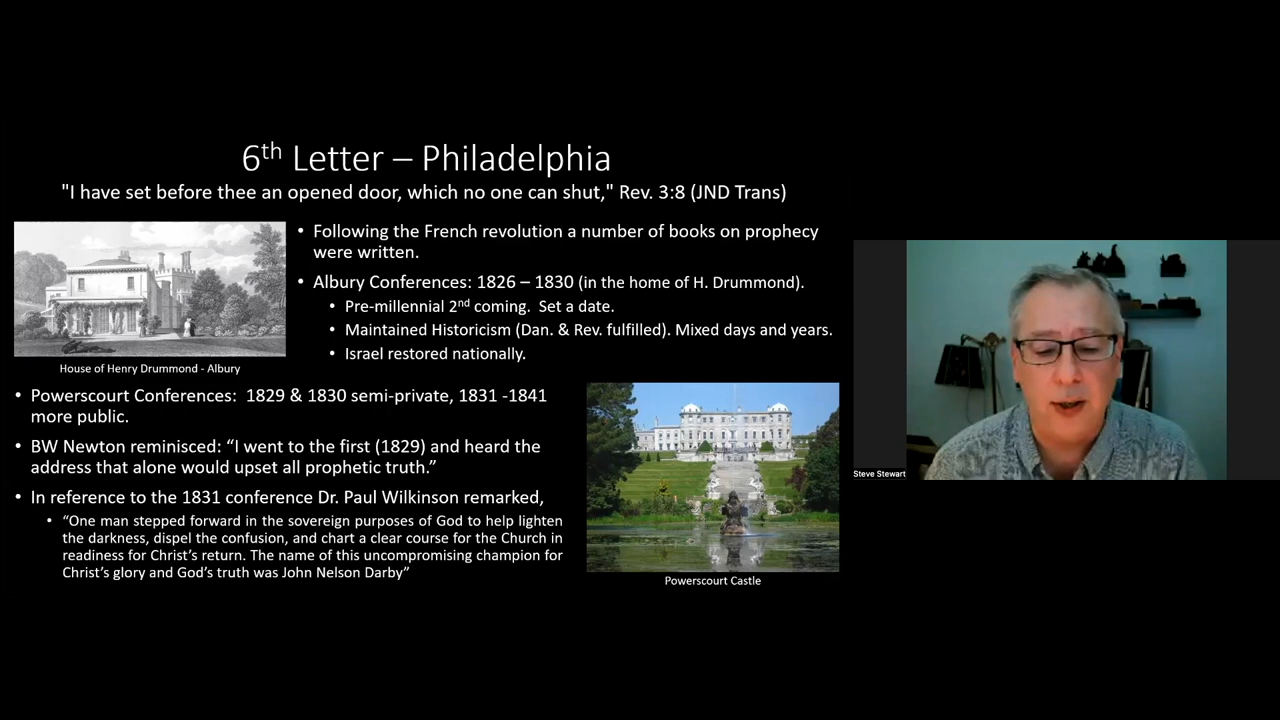 6th Letter – Philadelphia
"I have set before thee an opened door, which no one can shut," Rev. 3:8 (JND Trans)
• Following the French revolution a number of books on prophecy
were written.
• Albury Conferences: 1826 – 1830 (in the home of H. Drummond).
• Pre-millennial 2nd coming.  Set a date.
• Maintained Historicism (Dan. & Rev. fulfilled). Mixed days and years.
• Israel restored nationally.
House of Henry Drummond - Albury
• Powerscourt Conferences:  1829 & 1830 semi-private, 1831 -1841
more public.
• BW Newton reminisced: “I went to the first (1829) and heard the
address that alone would upset all prophetic truth.”
• In reference to the 1831 conference Dr. Paul Wilkinson remarked,
• “One man stepped forward in the sovereign purposes of God to help lighten
the darkness, dispel the confusion, and chart a clear course for the Church in
readiness for Christ’s return. The name of this uncompromising champion for
Christ’s glory and God’s truth was John Nelson Darby”
Powerscourt Castle
Steve Stewart